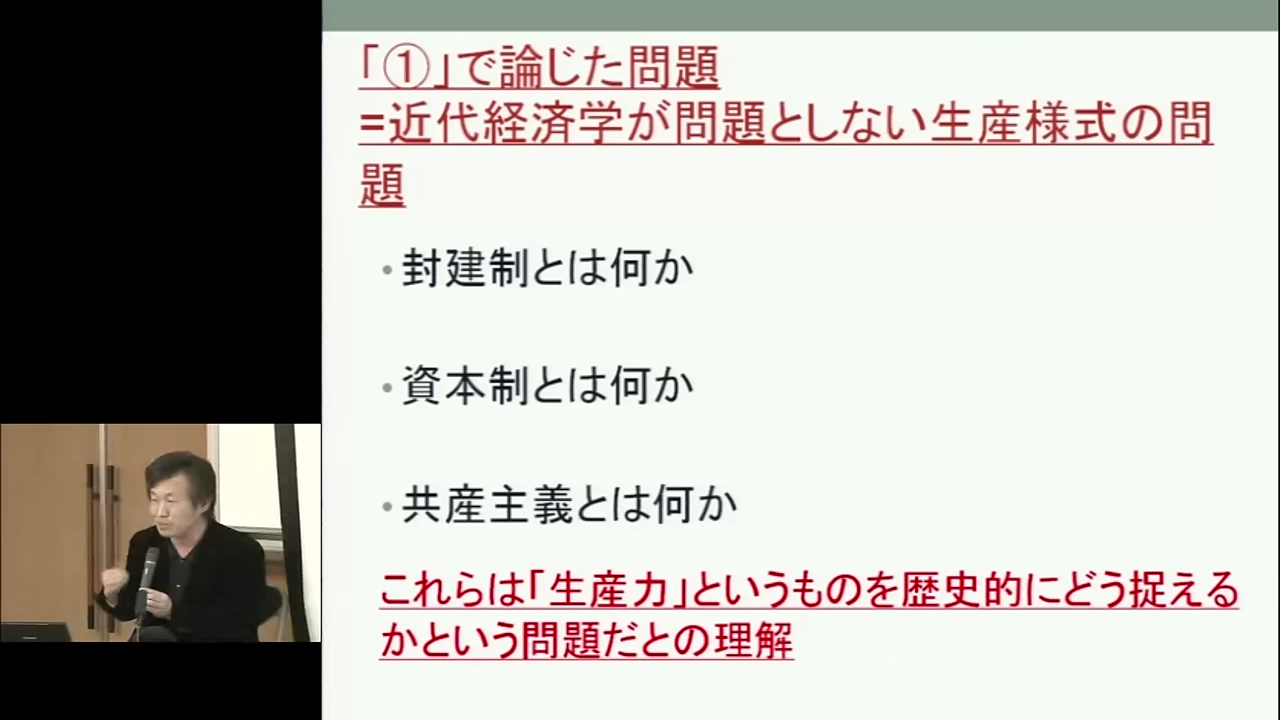 「①」で論じた問題
=近代経済学が問題としない生産様式の問
題
•封建制とは何か
•資本制とは何か
•共産主義とは何か
これらは「生産力」というものを歴史的にどう捉える
かという問題だとの理解